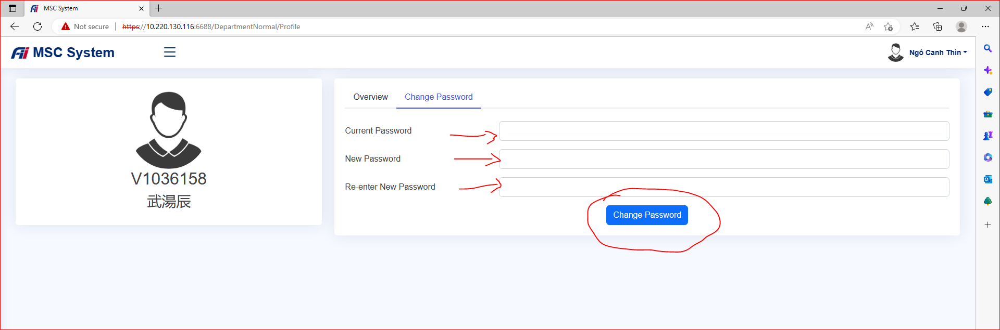 MSC System
Not secure https://10.220.130.116:6688/DepartmentNormal/Profile
Aii MSC System
Ngô Canh Thìn
V1036158
武湯辰
Overview Change Password
Current Password
New Password
Re-enter New Password
Change Password